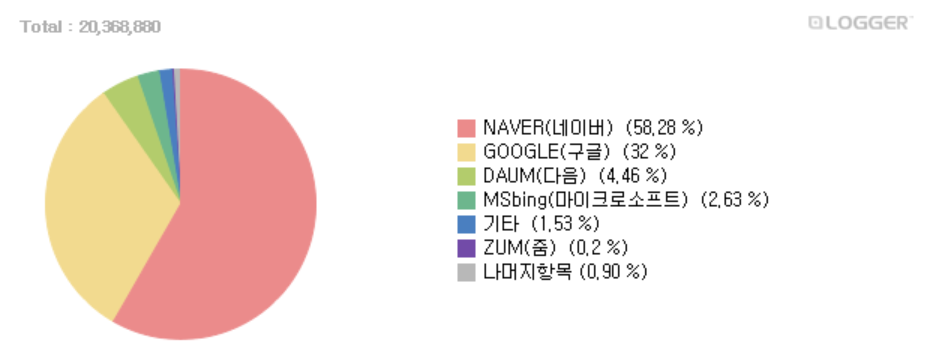 Total : 20,368,880
LOGGER
NAVER(네이버) (58,28 %)
GOOGLE(구글) (32 %)
DAUM(다음) (4,46 %)
MSbing(마이크로소프트) (2,63 %)
기타 (1,53 %)
ZUM(줌) (0,2 %)
나머지항목 (0,90 %)